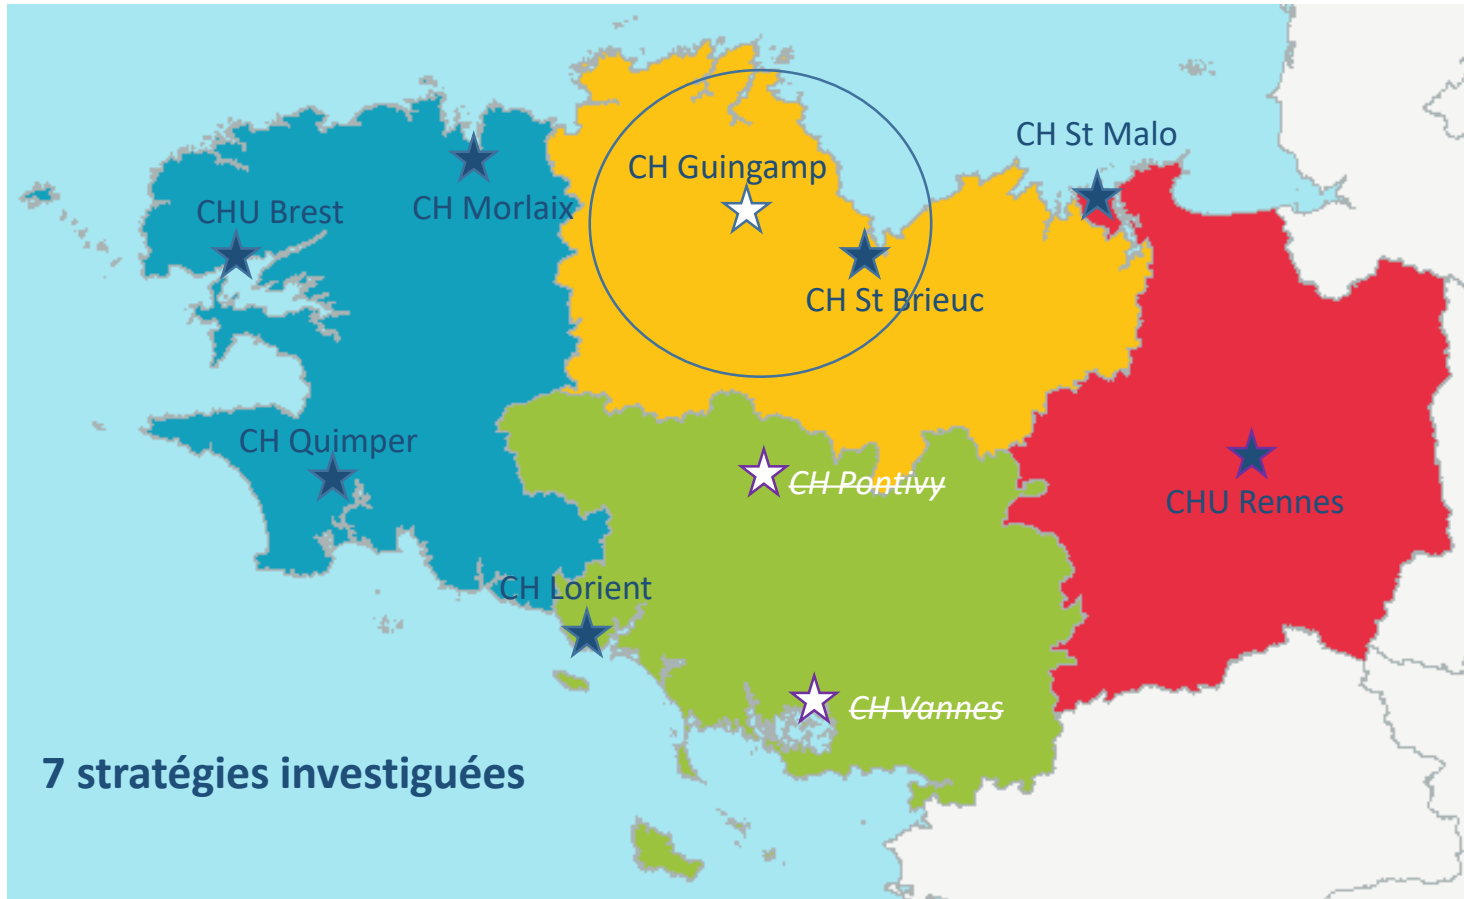 CH St Malo
CH Guingamp
CHU Brest
CH Morlaix
CH St Brieuc
CH Quimper
CH Pontivy
CHU Rennes
CH Lorient
CH Vannes
7 stratégies investiguées